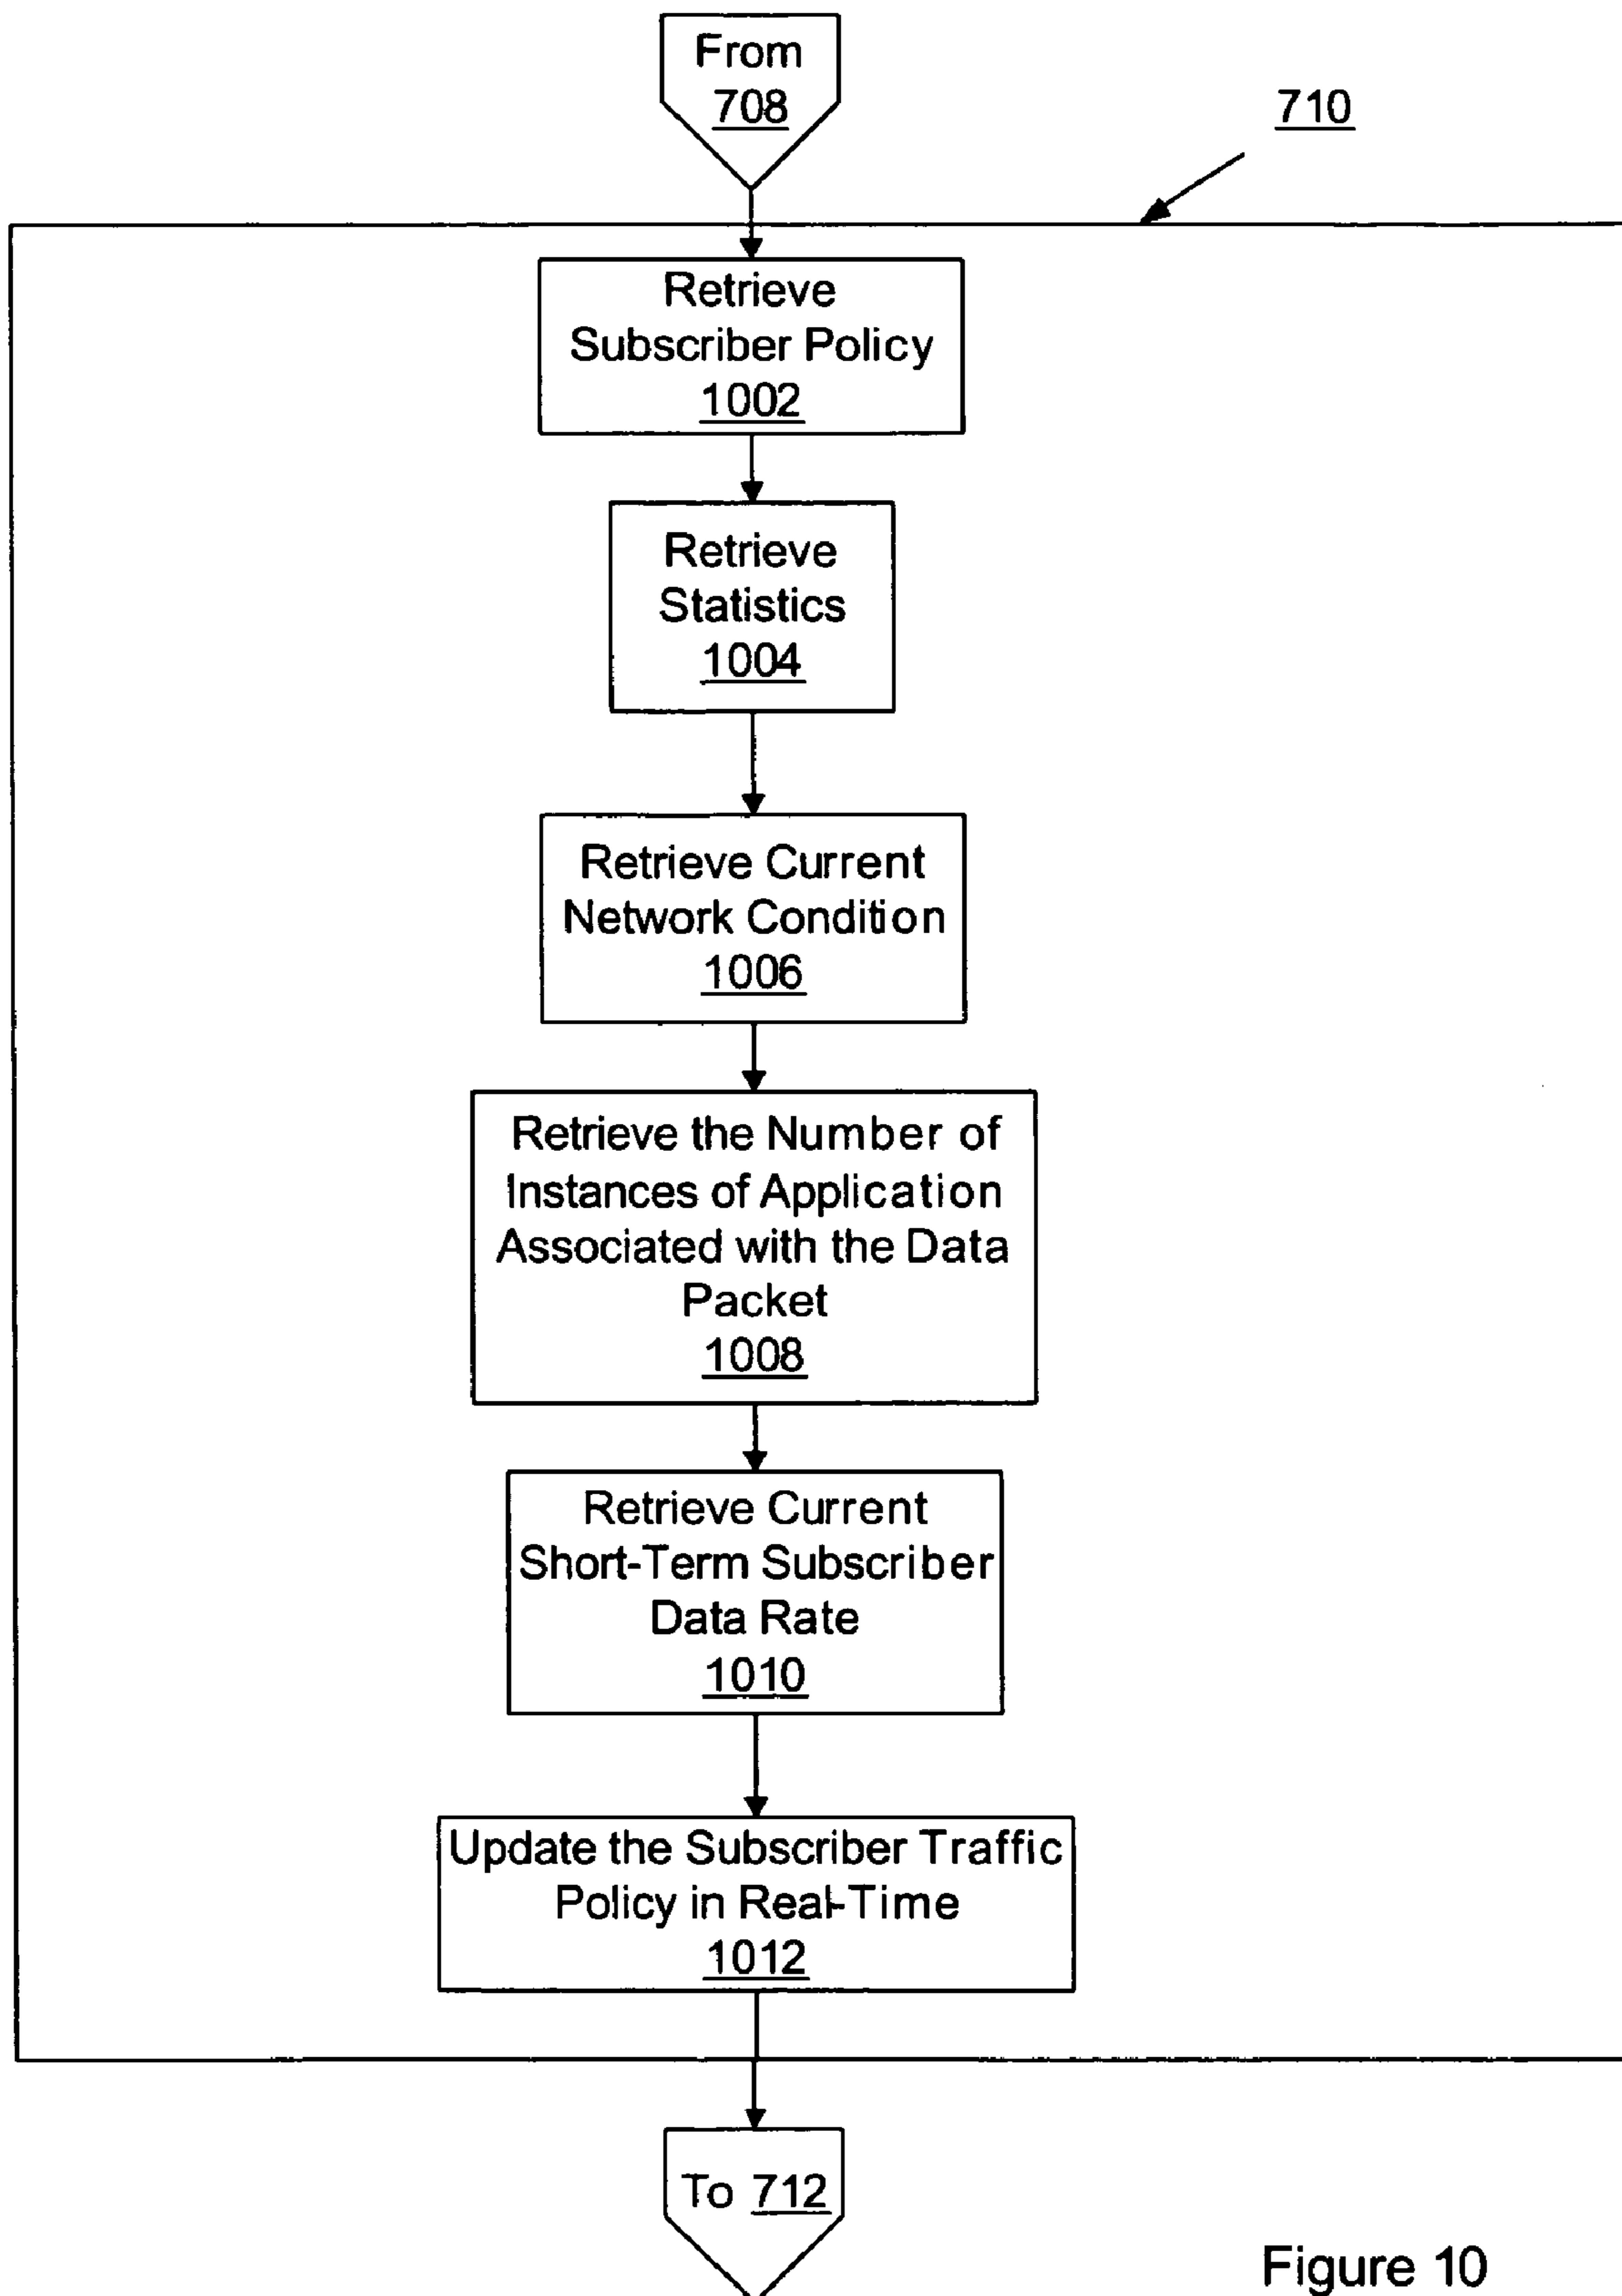 From
708
710
Retrieve
Subscriber Policy
1002
Retrieve
Statistics
1004
Retrieve Current
Network Condition
1006
Retrieve the Number of
Instances of Application
Associated with the Data
Packet
1008
Retrieve Current
Short-Term Subscriber
Data Rate
1010
Update the Subscriber Traffic
Policy in Real-Time
1012
To 712
Figure 10